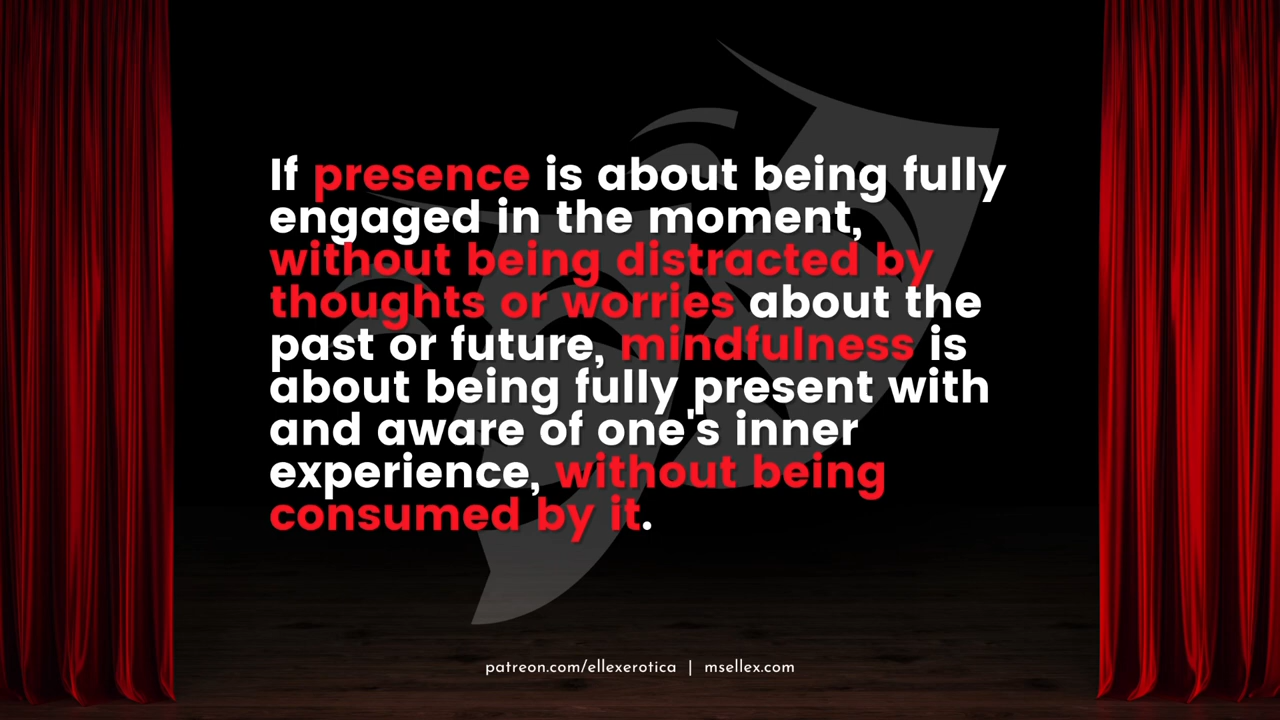 If presence is about being fully
engaged in the moment,
without being distracted by
thoughts or worries about the
past or future, mindfulness is
about being fully present with
and aware of one's inner
experience, without being
consumed by it.
patreon.com/ellexerotica | msellex.com